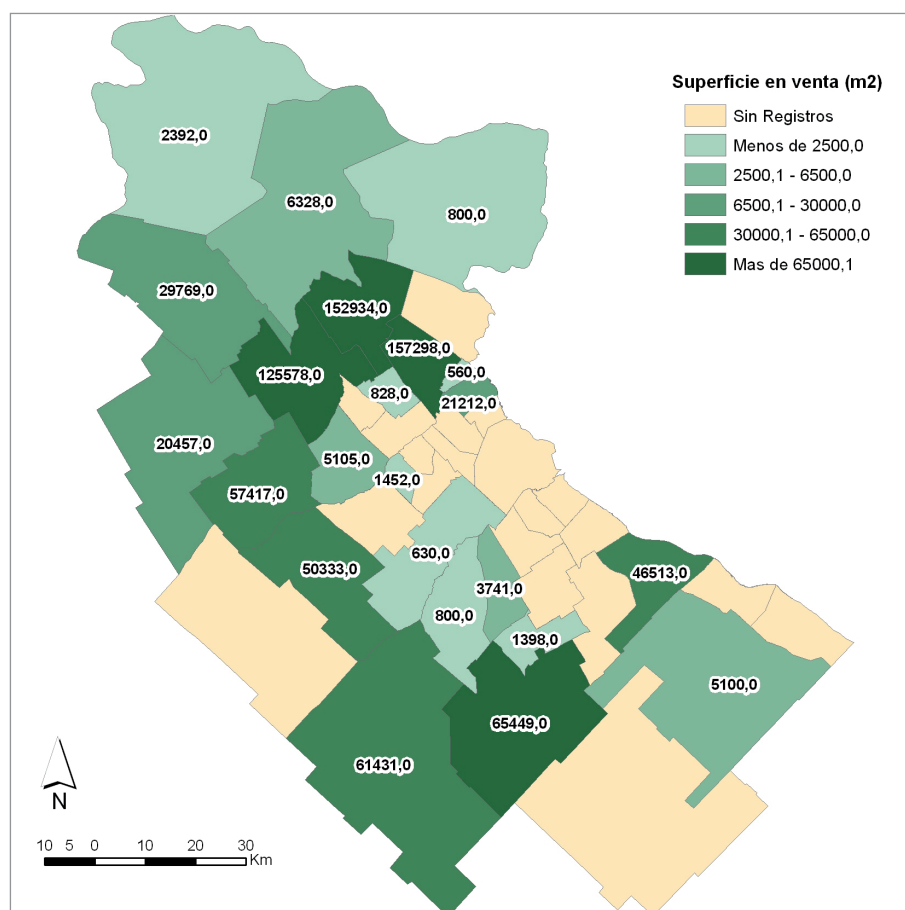 Superficie en venta (m2)
Sin Registros
Menos de 2500,0
2500,1 - 6500,0
6500,1 - 30000,0
30000,1 - 65000,0
Mas de 65000,1
2392,0
6328,0
800,0
29769,0
152934,0
157298,0
560,0
125578,0
828,0
21212,0
20457,0
5105,0
1452,0
57417,0
630,0
50333,0
46513,0
3741,0
800,0
1398,0
5100,0
65449,0
61431,0
N
10 5 0 10 20 30
Km